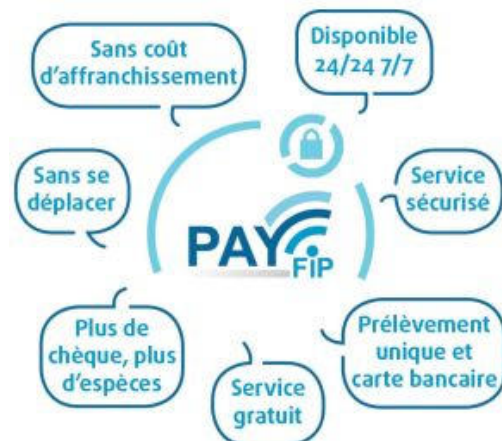 Sans coût
d'affranchissement
Disponible
24/24 7/7
Sans se
déplacer
Service
sécurisé
PAY
FiP
Plus de
chèque, plus
d'espèces
Service
gratuit
Prélèvement
unique et
carte bancaire